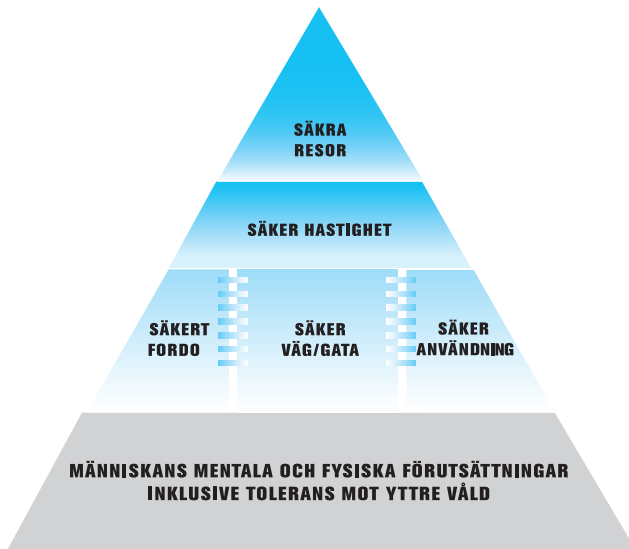 SÄKRA
RESOR
SÄKER HASTIGHET
SÄKERT
FORDO
SÄKER
VÄG/GATA
SÄKER
ANVÄNDNING
MÄNNISKANS MENTALA OCH FYSISKA FÖRUTSÄTTNINGAR
INKLUSIVE TOLERANS MOT YTTRE VÅLD